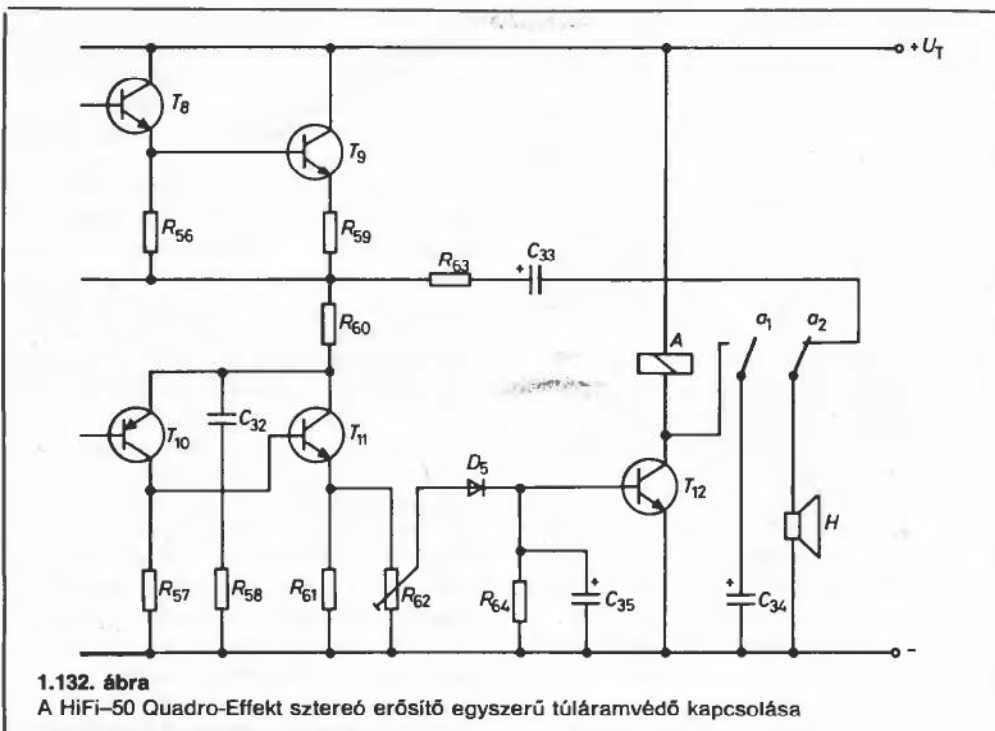 +U_T
T_8
T_9
R_56
R_59
R_63
C_33
+
R_60
A
a_1
a_2
T_10
C_32
T_11
D_5
T_12
H
R_57
R_58
R_61
R_62
R_64
+
C_35
+
C_34
-
1.132. ábra
A HiFi–50 Quadro-Effekt sztereó erősítő egyszerű túláramvédő kapcsolása